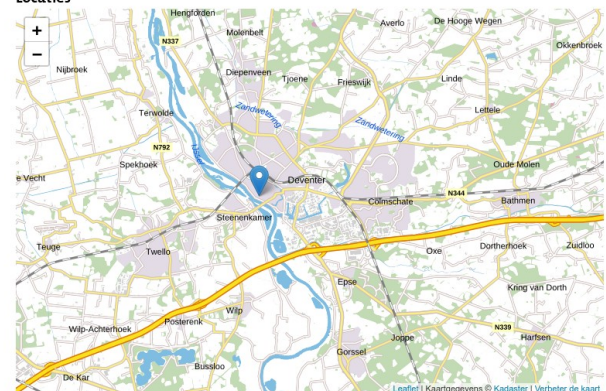 Locaties
+
−
Hengforden
N337
Molenbelt
Averlo
De Hooge Wegen
Okkenbroek
Nijbroek
Diepenveen
Tjoene
Frieswijk
Linde
Terwolde
Zandwetering
Zandwetering
Lettele
N792
IJssel
Spekhoek
Oude Molen
e Vecht
Deventer
N344
Colmschate
Bathmen
Steenenkamer
Teuge
Twello
Oxe
Dortherhoek
Zuidloo
Epse
Kring van Dorth
Wilp
Posterenk
Wilp-Achterhoek
N339
Joppe
Harfsen
Gorssel
Bussloo
De Kar
Leaflet | Kaartgegevens © Kadaster | Verbeter de kaart